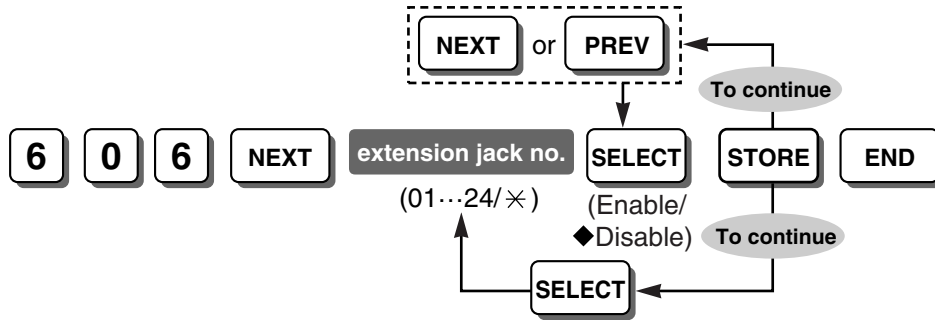 NEXT or PREV
To continue
6 0 6 NEXT extension jack no. SELECT STORE END
(01···24/✳)
(Enable/
◆Disable)
To continue
SELECT